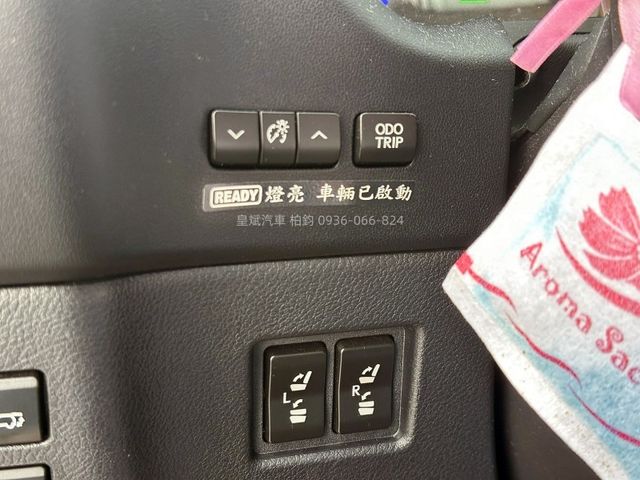 ODO
TRIP
READY 燈亮 車輛已啟動
皇斌汽車 柏鈞 0936-066-824
L
R
Aroma Sac